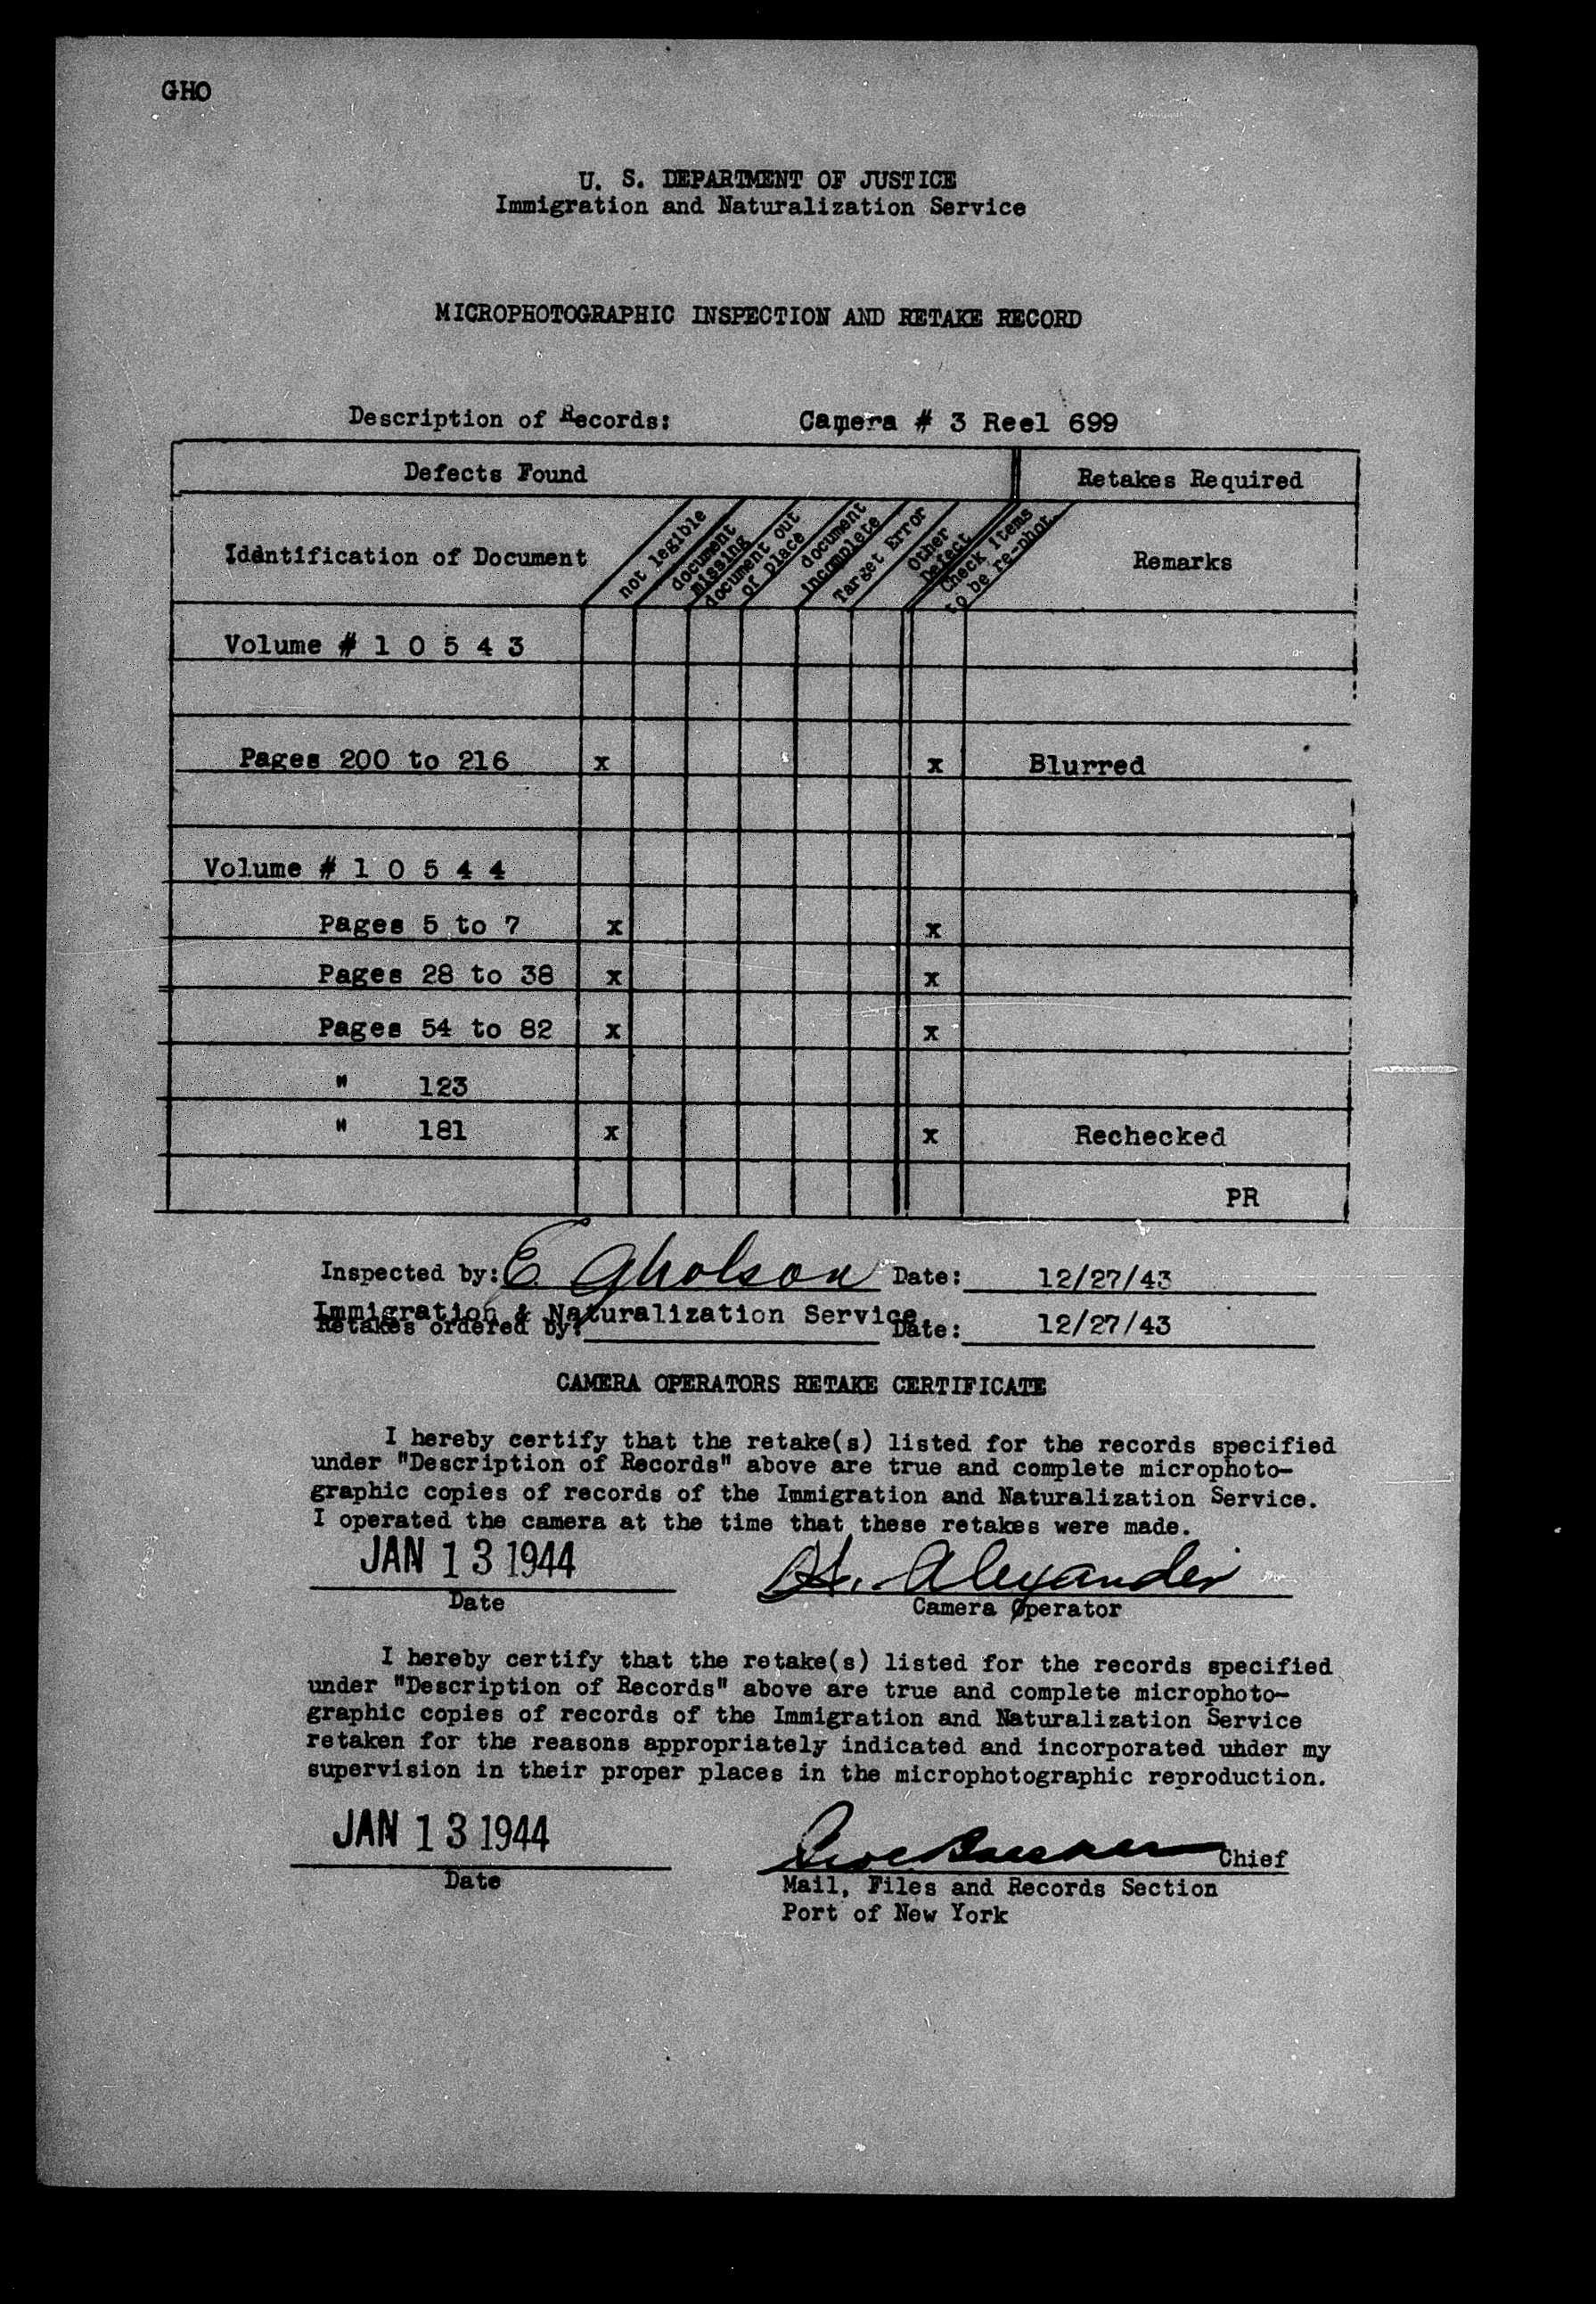 GHO
U. S. DEPARTMENT OF JUSTICE
Immigration and Naturalization Service
MICROPHOTOGRAPHIC INSPECTION AND RETAKE RECORD
Description of Records: Camera # 3 Reel 699
Defects Found Retakes Required
Idéntification of Document
not legible
document missing
document out of place
document incomplete
Target Error
Other Defect
Check Items to be re-phot.
Remarks
Volume # 1 0 5 4 3
Pages 200 to 216 x x Blurred
Volume # 1 0 5 4 4
Pages 5 to 7 x x
Pages 28 to 38 x x
Pages 54 to 82 x x
" 123
" 181 x x Rechecked
PR
Inspected by: E Gholson Date: 12/27/43
Immigration & Naturalization Service
Retakes ordered by: Date: 12/27/43
CAMERA OPERATORS RETAKE CERTIFICATE
I hereby certify that the retake(s) listed for the records specified
under "Description of Records" above are true and complete microphoto-
graphic copies of records of the Immigration and Naturalization Service.
I operated the camera at the time that these retakes were made.
JAN 13 1944 H. Alexander
Date Camera Operator
I hereby certify that the retake(s) listed for the records specified
under "Description of Records" above are true and complete microphoto-
graphic copies of records of the Immigration and Naturalization Service
retaken for the reasons appropriately indicated and incorporated under my
supervision in their proper places in the microphotographic reproduction.
JAN 13 1944 Chief
Date Mail, Files and Records Section
Port of New York